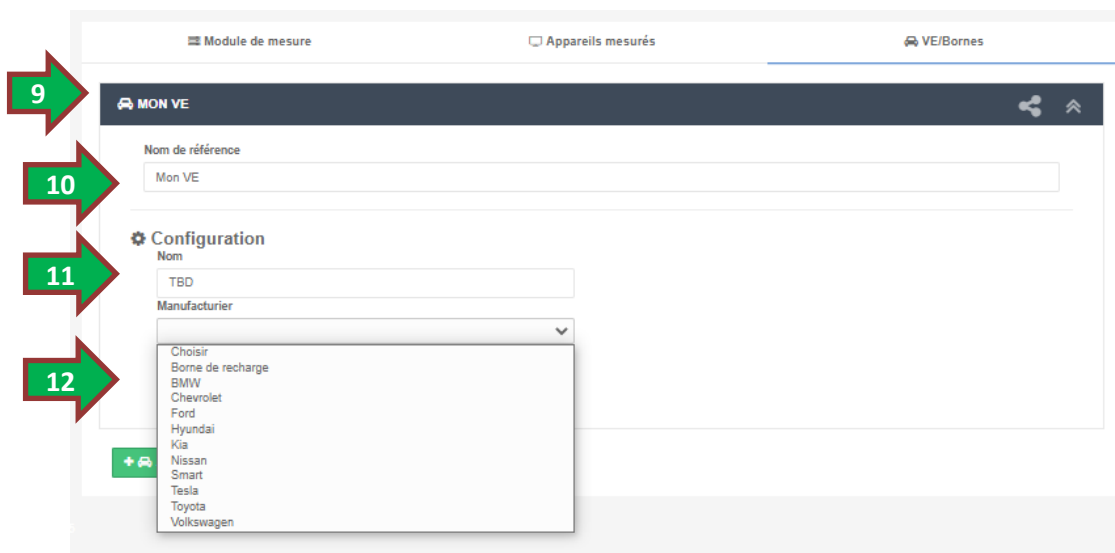 Module de mesure
Appareils mesurés
VE/Bornes
9
MON VE
Nom de référence
10
Mon VE
Configuration
Nom
11
TBD
Manufacturier
Choisir
Borne de recharge
12
BMW
Chevrolet
Ford
Hyundai
Kia
Nissan
Smart
Tesla
Toyota
Volkswagen